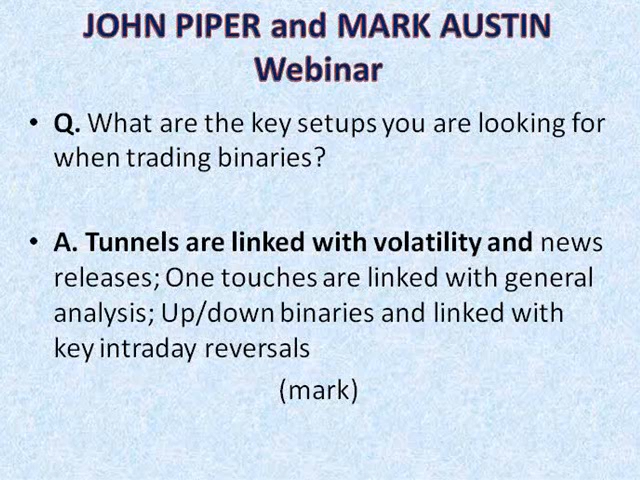 JOHN PIPER and MARK AUSTIN
Webinar
• Q. What are the key setups you are looking for
when trading binaries?
• A. Tunnels are linked with volatility and news
releases; One touches are linked with general
analysis; Up/down binaries and linked with
key intraday reversals
(mark)